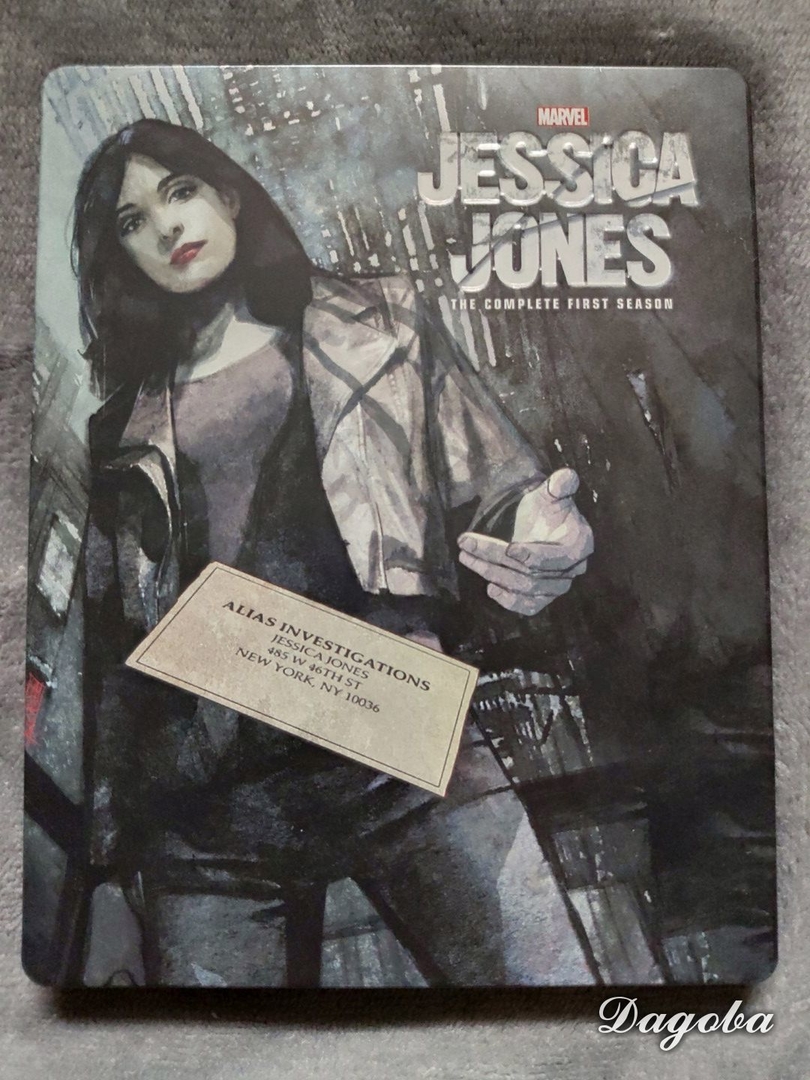 MARVEL
JESSICA
JONES
THE COMPLETE FIRST SEASON
ALIAS INVESTIGATIONS
JESSICA JONES
485 W 46TH ST
NEW YORK, NY 10036
Dagoba